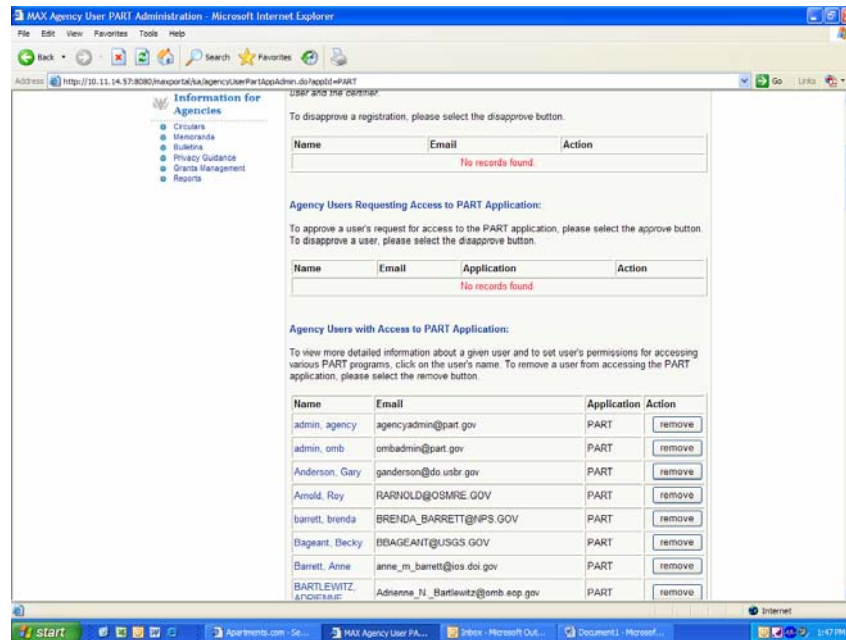 MAX Agency User PART Administration - Microsoft Internet Explorer
File Edit View Favorites Tools Help
Back Search Favorites
Address http://10.11.14.57:8080/maxportal/sa/agencyUserPartAppAdmin.do?appId=PART Go Links
Information for
Agencies
Circulars
Memoranda
Bulletins
Privacy Guidance
Grants Management
Reports
user and the certifier.
To disapprove a registration, please select the disapprove button.
Name Email Action
No records found.
Agency Users Requesting Access to PART Application:
To approve a user's request for access to the PART application, please select the approve button.
To disapprove a user, please select the disapprove button.
Name Email Application Action
No records found.
Agency Users with Access to PART Application:
To view more detailed information about a given user and to set user's permissions for accessing
various PART programs, click on the user's name. To remove a user from accessing the PART
application, please select the remove button.
Name Email Application Action
admin, agency agencyadmin@part.gov PART remove
admin, omb ombadmin@part.gov PART remove
Anderson, Gary ganderson@do.usbr.gov PART remove
Arnold, Roy RARNOLD@OSMRE.GOV PART remove
barrett, brenda BRENDA_BARRETT@NPS.GOV PART remove
Bageant, Becky BBAGEANT@USGS.GOV PART remove
Barrett, Anne anne_m_barrett@ios.doi.gov PART remove
BARTLEWITZ,
ADRIENNE Adrienne_N._Bartlewitz@omb.eop.gov PART remove
Internet
start Apartments.com - Se... MAX Agency User PA... Inbox - Microsoft Out... Document1 - Microsof... 1:47 PM